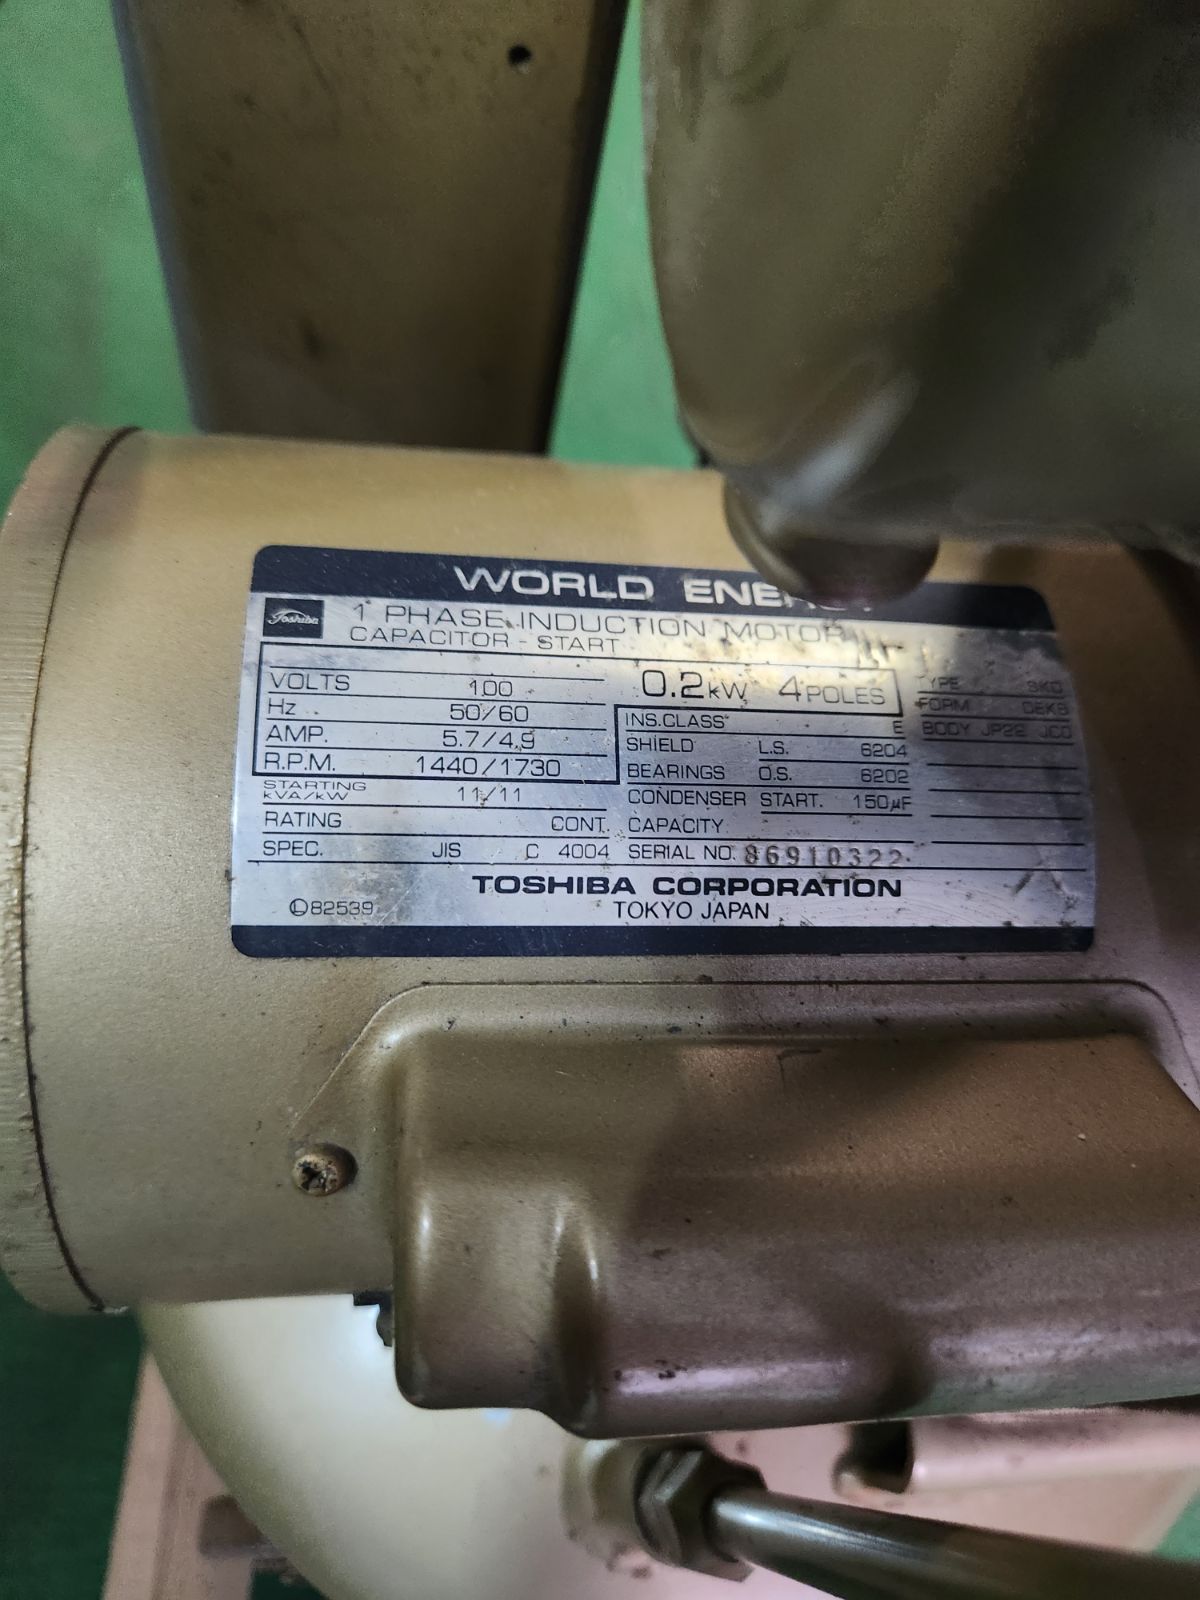 WORLD ENERGY
Toshiba
1 PHASE INDUCTION MOTOR
CAPACITOR - START
0.2kW 4POLES
VOLTS 100
Hz 50/60
AMP. 5.7/4.9
R.P.M. 1440/1730
STARTING kVA/kW 11/11
RATING CONT.
SPEC. JIS C 4004
INS.CLASS E
SHIELD L.S. 6204
BEARINGS O.S. 6202
CONDENSER START. 150µF
CAPACITY
SERIAL NO. 86910322
TYPE
FORM
BODY JP22
TOSHIBA CORPORATION
Ⓛ82539
TOKYO JAPAN